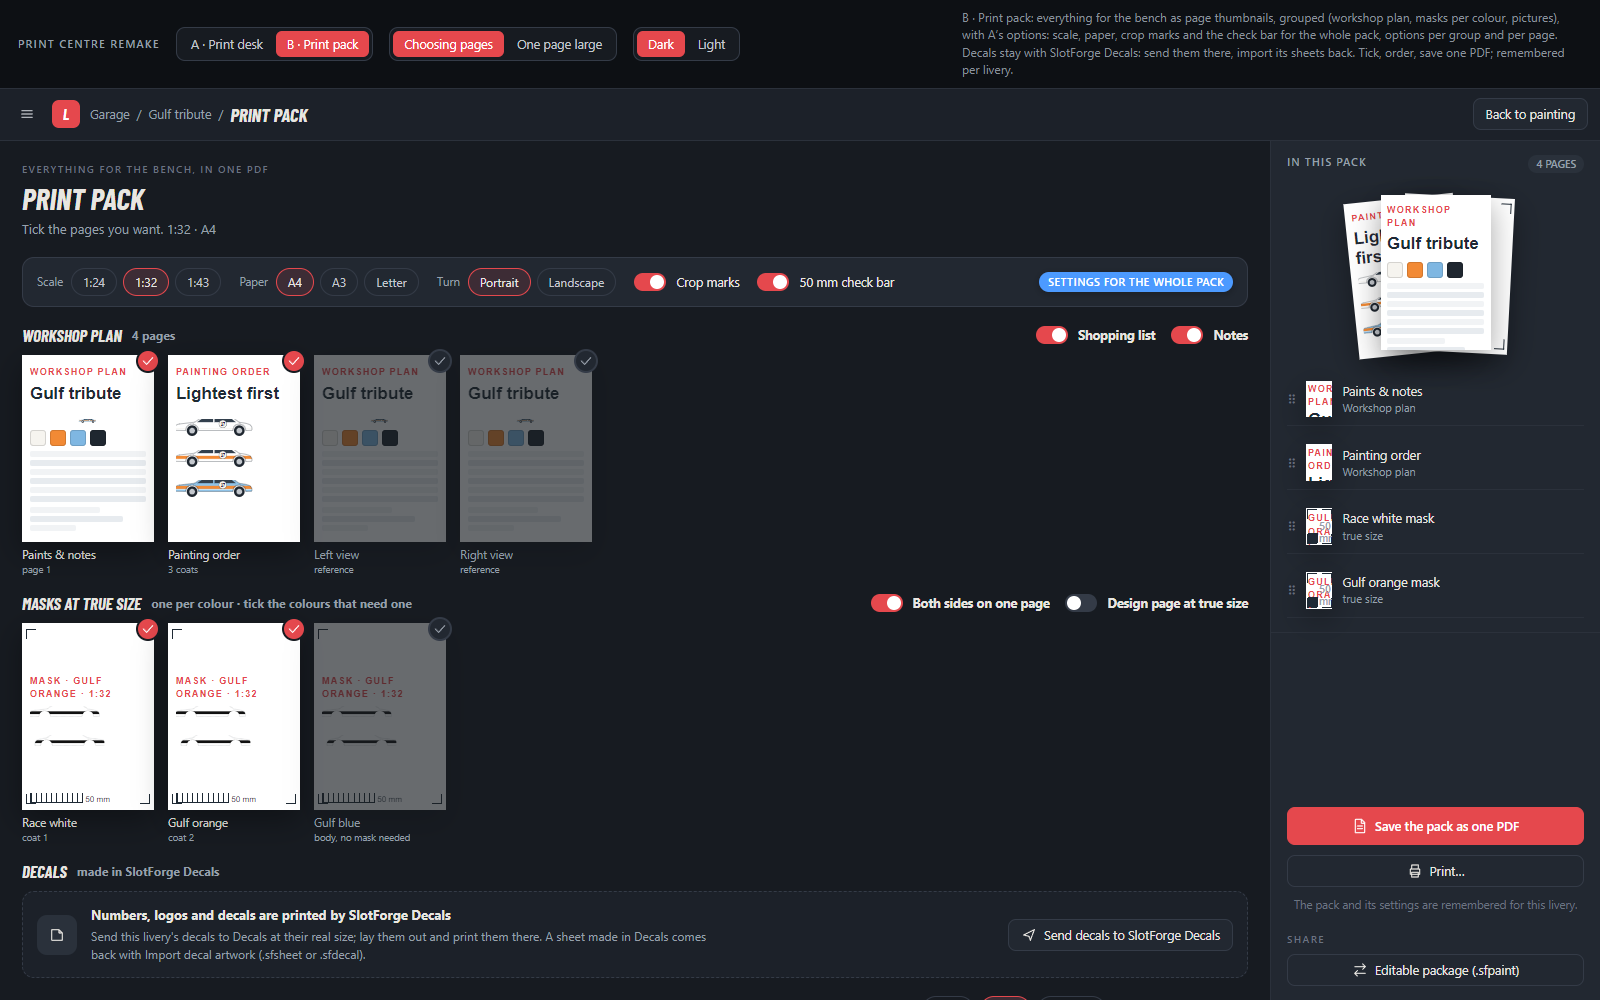 PRINT CENTRE REMAKE
A · Print desk
B · Print pack
Choosing pages
One page large
Dark
Light
B · Print pack: everything for the bench as page thumbnails, grouped (workshop plan, masks per colour, pictures),
with A's options: scale, paper, crop marks and the check bar for the whole pack, options per group and per page.
Decals stay with SlotForge Decals: send them there, import its sheets back. Tick, order, save one PDF; remembered
per livery.
L
Garage / Gulf tribute / PRINT PACK
Back to painting
EVERYTHING FOR THE BENCH, IN ONE PDF
PRINT PACK
Tick the pages you want. 1:32 · A4
Scale
1:24
1:32
1:43
Paper
A4
A3
Letter
Turn
Portrait
Landscape
Crop marks
50 mm check bar
SETTINGS FOR THE WHOLE PACK
WORKSHOP PLAN 4 pages
Shopping list
Notes
WORKSHOP PLAN
Gulf tribute
Paints & notes
page 1
PAINTING ORDER
Lightest first
Painting order
3 coats
WORKSHOP PLAN
Gulf tribute
Left view
reference
WORKSHOP PLAN
Gulf tribute
Right view
reference
MASKS AT TRUE SIZE one per colour · tick the colours that need one
Both sides on one page
Design page at true size
MASK · GULF
ORANGE · 1:32
50 mm
Race white
coat 1
MASK · GULF
ORANGE · 1:32
50 mm
Gulf orange
coat 2
MASK · GULF
ORANGE · 1:32
50 mm
Gulf blue
body, no mask needed
DECALS made in SlotForge Decals
Numbers, logos and decals are printed by SlotForge Decals
Send this livery's decals to Decals at their real size; lay them out and print them there. A sheet made in Decals comes
back with Import decal artwork (.sfsheet or .sfdecal).
Send decals to SlotForge Decals
IN THIS PACK
4 PAGES
PAINT
Ligh
firs
WORKSHOP
PLAN
Gulf tribute
WOR
PLA
Paints & notes
Workshop plan
PAIN
ORD
Painting order
Workshop plan
GUL
ORA
50
Race white mask
true size
GUL
ORA
50
Gulf orange mask
true size
Save the pack as one PDF
Print...
The pack and its settings are remembered for this livery.
SHARE
Editable package (.sfpaint)